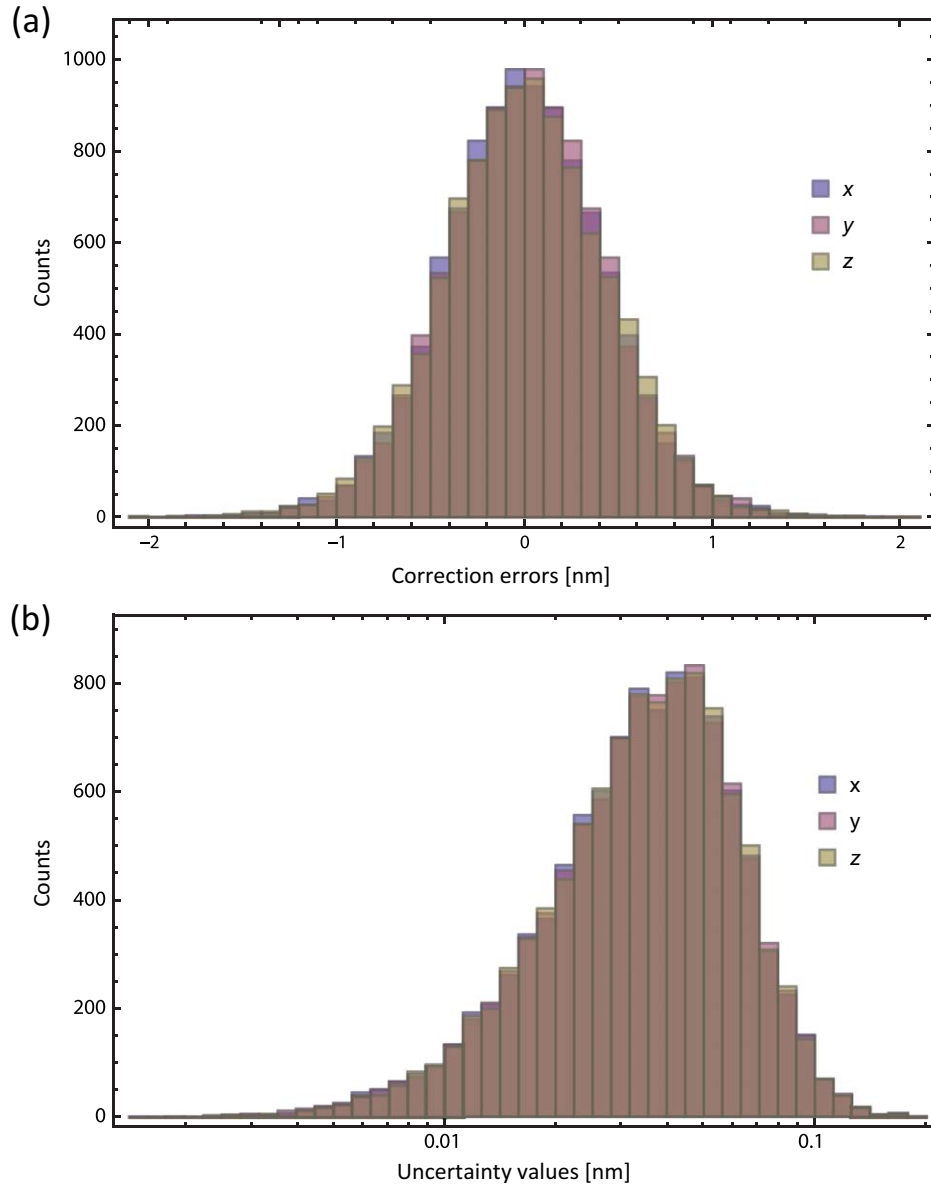 (a)
1000
800
600
400
200
0
Counts
x
y
z
−2
−1
0
1
2
Correction errors [nm]
(b)
800
600
400
200
0
Counts
x
y
z
0.01
0.1
Uncertainty values [nm]